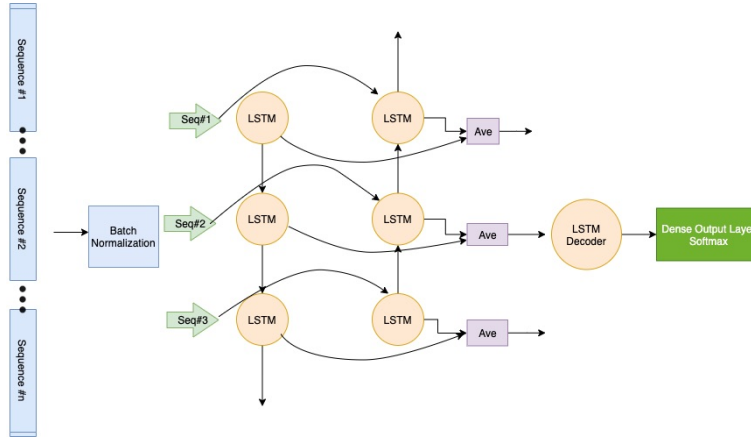 Sequence #1
Sequence #2
Sequence #n
Batch
Normalization
Seq#1
Seq#2
Seq#3
LSTM
LSTM
LSTM
LSTM
LSTM
LSTM
Ave
Ave
Ave
LSTM
Decoder
Dense Output Laye
Softmax